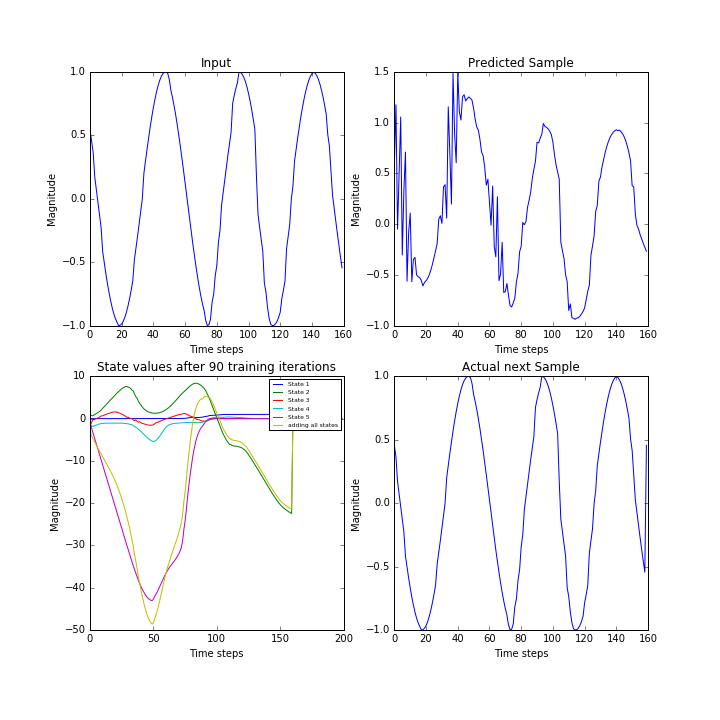 Input
Magnitude
1.0
0.5
0.0
−0.5
−1.0
0 20 40 60 80 100 120 140 160
Time steps
Predicted Sample
Magnitude
1.5
1.0
0.5
0.0
−0.5
−1.0
0 20 40 60 80 100 120 140 160
Time steps
State values after 90 training iterations
Magnitude
10
0
−10
−20
−30
−40
−50
0 50 100 150 200
Time steps
State 1
State 2
State 3
State 4
State 5
adding all states
Actual next Sample
Magnitude
1.0
0.5
0.0
−0.5
−1.0
0 20 40 60 80 100 120 140 160
Time steps